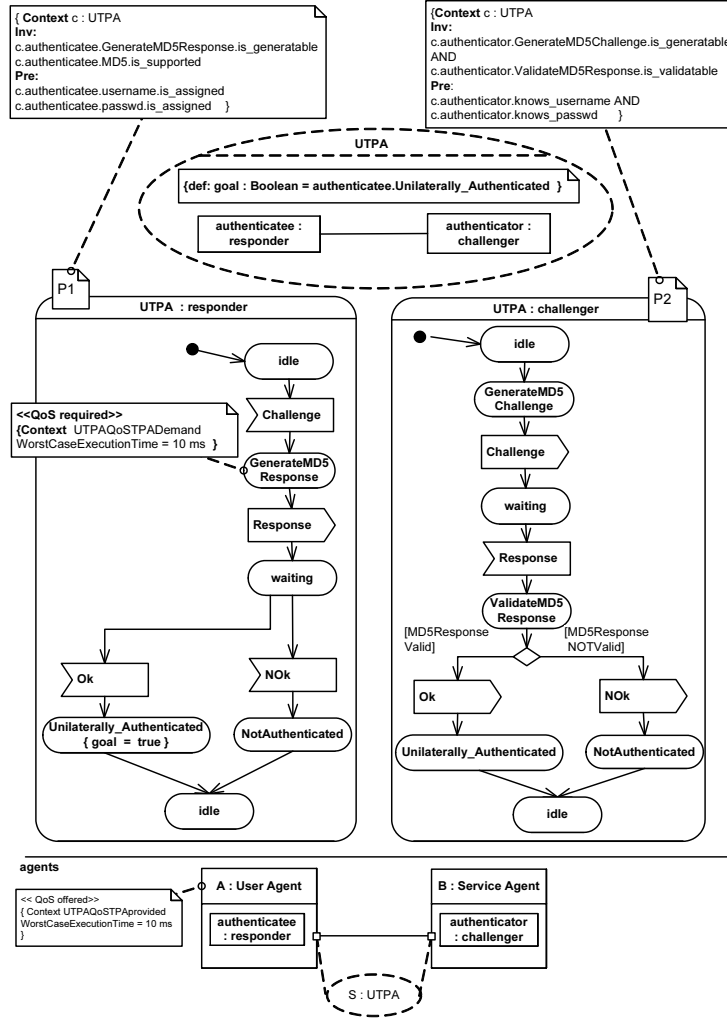 { Context c : UTPA
Inv:
c.authenticatee.GenerateMD5Response.is_generatable
c.authenticatee.MD5.is_supported
Pre:
c.authenticatee.username.is_assigned
c.authenticatee.passwd.is_assigned }
{Context c : UTPA
Inv:
c.authenticator.GenerateMD5Challenge.is_generatable
AND
c.authenticator.ValidateMD5Response.is_validatable
Pre:
c.authenticator.knows_username AND
c.authenticator.knows_passwd }
UTPA
{def: goal : Boolean = authenticatee.Unilaterally_Authenticated }
authenticatee :
responder
authenticator :
challenger
P1
UTPA : responder
idle
Challenge
<<QoS required>>
{Context UTPAQoSTPADemand
WorstCaseExecutionTime = 10 ms }
GenerateMD5
Response
Response
waiting
Ok
NOk
Unilaterally_Authenticated
{ goal = true }
NotAuthenticated
idle
P2
UTPA : challenger
idle
GenerateMD5
Challenge
Challenge
waiting
Response
ValidateMD5
Response
[MD5Response
Valid]
[MD5Response
NOTValid]
Ok
NOk
Unilaterally_Authenticated
NotAuthenticated
idle
agents
<< QoS offered>>
{ Context UTPAQoSTPAprovided
WorstCaseExecutionTime = 10 ms
}
A : User Agent
authenticatee
: responder
B : Service Agent
authenticator
: challenger
S : UTPA